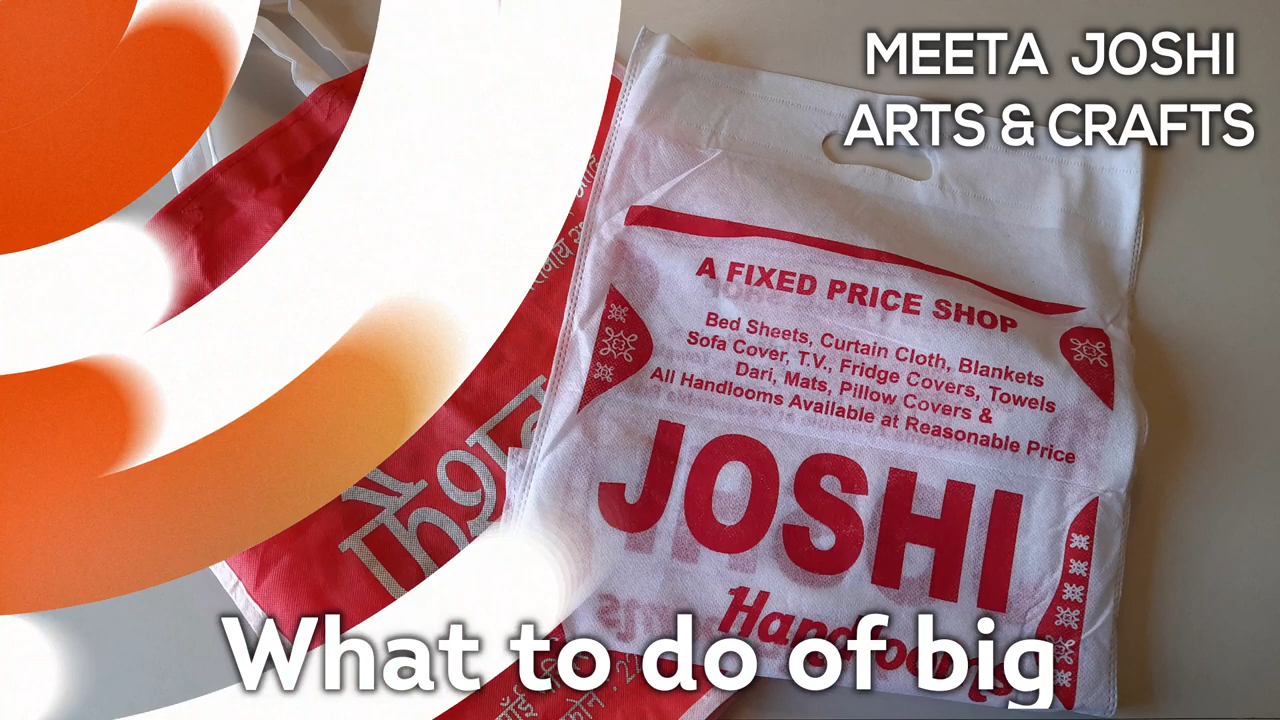 MEETA JOSHI
ARTS & CRAFTS
A FIXED PRICE SHOP
Bed Sheets, Curtain Cloth, Blankets
Sofa Cover, T.V., Fridge Covers, Towels
Dari, Mats, Pillow Covers &
All Handlooms Available at Reasonable Price
JOSHI
Handlooms
What to do of big